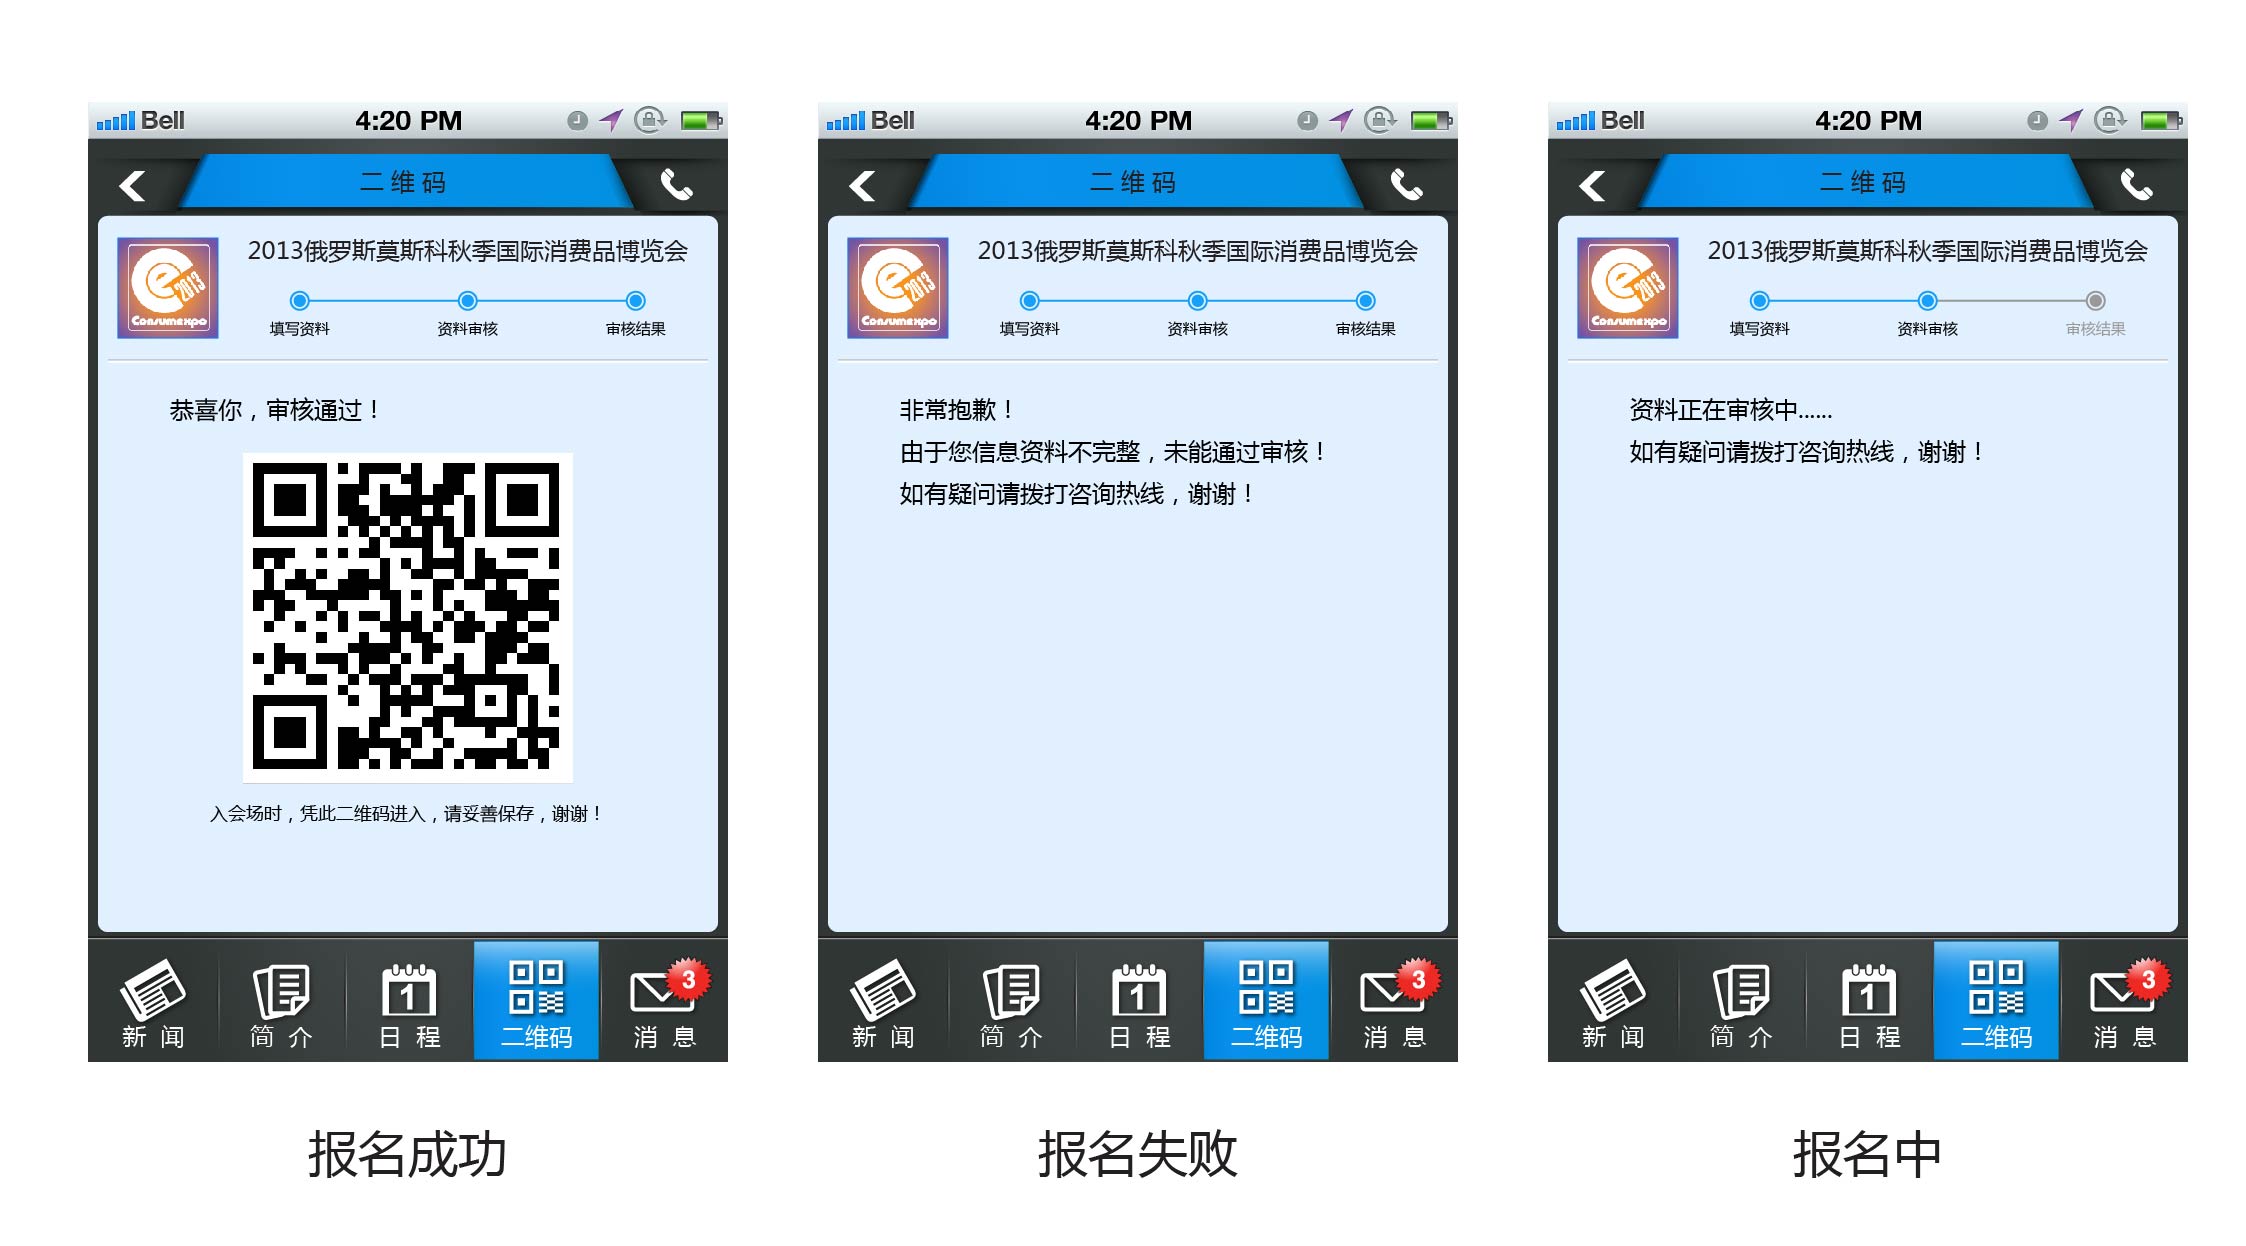 Bell 4:20 PM
二维码
e 2013
Consumexpo
2013俄罗斯莫斯科秋季国际消费品博览会
填写资料 资料审核 审核结果
恭喜你，审核通过！
入会场时，凭此二维码进入，请妥善保存，谢谢！
1 3
新闻 简介 日程 二维码 消息
报名成功
Bell 4:20 PM
二维码
e 2013
Consumexpo
2013俄罗斯莫斯科秋季国际消费品博览会
填写资料 资料审核 审核结果
非常抱歉！
由于您信息资料不完整，未能通过审核！
如有疑问请拨打咨询热线，谢谢！
1 3
新闻 简介 日程 二维码 消息
报名失败
Bell 4:20 PM
二维码
e 2013
Consumexpo
2013俄罗斯莫斯科秋季国际消费品博览会
填写资料 资料审核 审核结果
资料正在审核中......
如有疑问请拨打咨询热线，谢谢！
1 3
新闻 简介 日程 二维码 消息
报名中